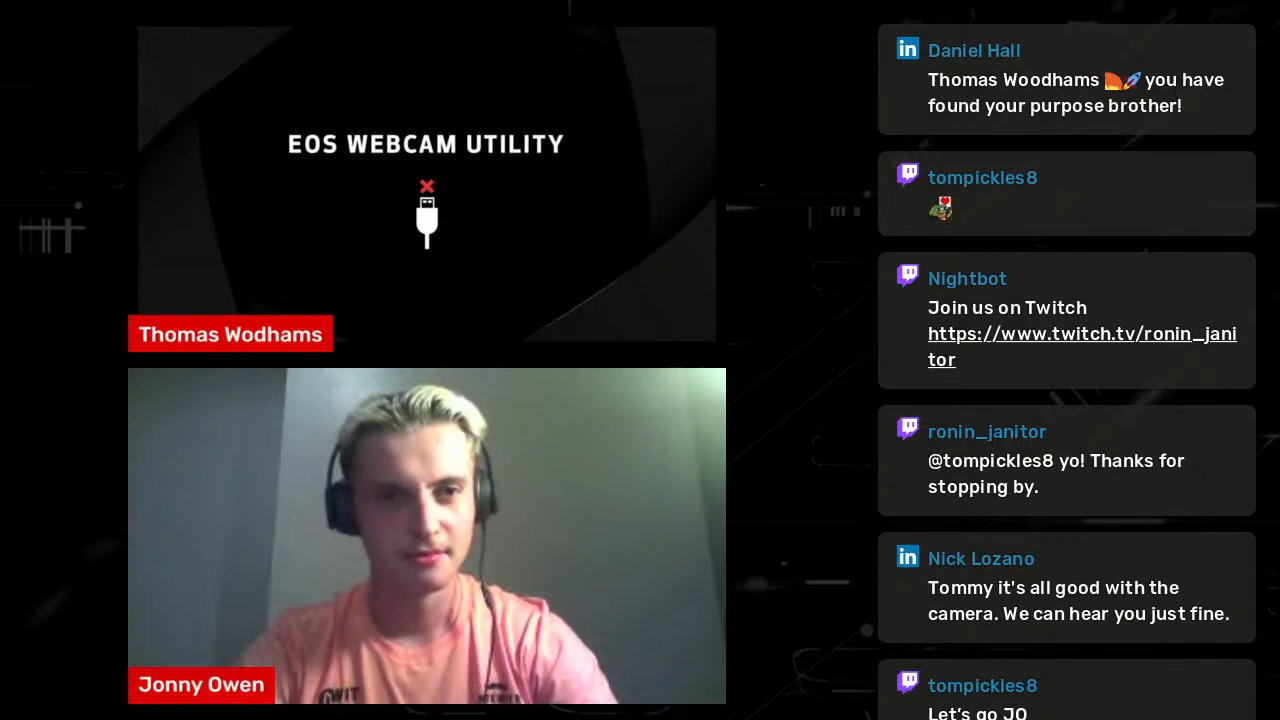 EOS WEBCAM UTILITY
Thomas Wodhams
Jonny Owen
in Daniel Hall
Thomas Woodhams you have
found your purpose brother!
tompickles8
Nightbot
Join us on Twitch
https://www.twitch.tv/ronin_jani
tor
ronin_janitor
@tompickles8 yo! Thanks for
stopping by.
in Nick Lozano
Tommy it's all good with the
camera. We can hear you just fine.
tompickles8
Let's go JO